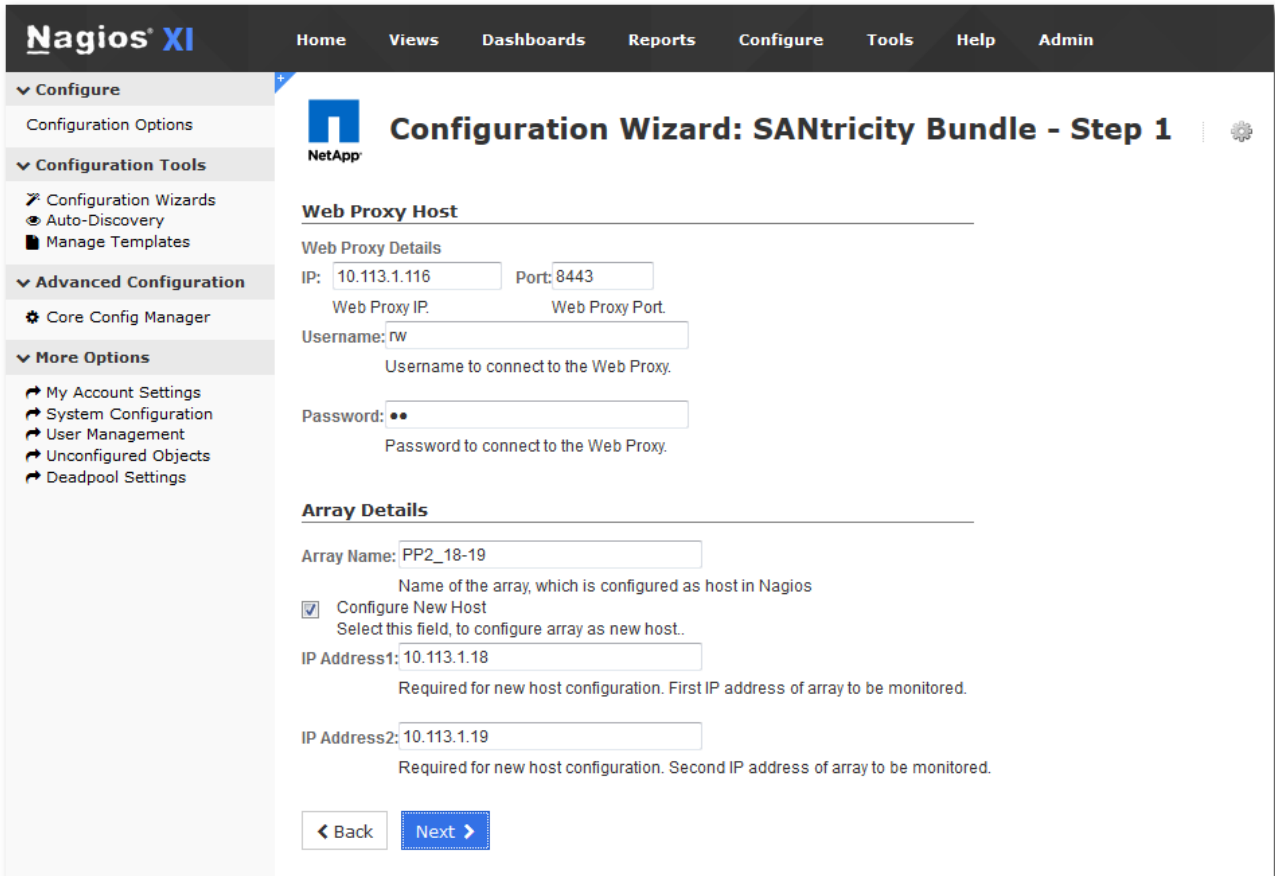 Nagios® XI
Home Views Dashboards Reports Configure Tools Help Admin
Configure
Configuration Options
Configuration Tools
Configuration Wizards
Auto-Discovery
Manage Templates
Advanced Configuration
Core Config Manager
More Options
My Account Settings
System Configuration
User Management
Unconfigured Objects
Deadpool Settings
NetApp®
Configuration Wizard: SANtricity Bundle - Step 1
Web Proxy Host
Web Proxy Details
IP: 10.113.1.116 Port: 8443
Web Proxy IP. Web Proxy Port.
Username: rw
Username to connect to the Web Proxy.
Password: ●●
Password to connect to the Web Proxy.
Array Details
Array Name: PP2_18-19
Name of the array, which is configured as host in Nagios
Configure New Host
Select this field, to configure array as new host..
IP Address1: 10.113.1.18
Required for new host configuration. First IP address of array to be monitored.
IP Address2: 10.113.1.19
Required for new host configuration. Second IP address of array to be monitored.
Back Next